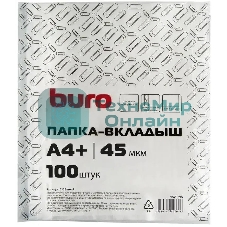 buro
ТехноМир
Онлайн
ПАПКА-ВКЛАДЫШ
A4+ | 45 мкм
100 штук